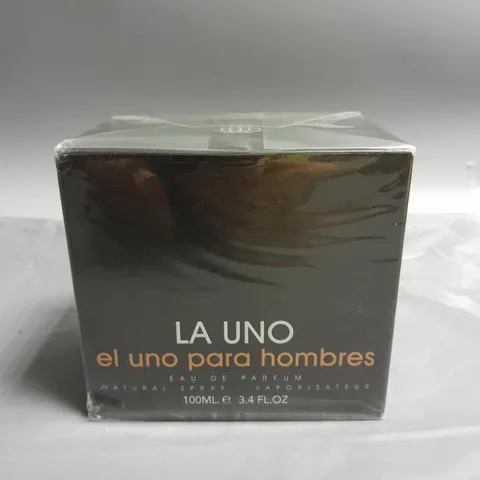 LA UNO
el uno para hombres
EAU DE PARFUM
NATURAL SPRAY VAPORISATEUR
100ML. ℮ 3.4 FL.OZ